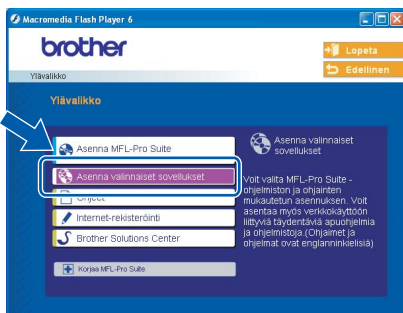 Macromedia Flash Player 6
brother
Lopeta
Edellinen
Ylävalikko
Ylävalikko
Asenna MFL-Pro Suite
Asenna valinnaiset sovellukset
Ohjeet
Internet-rekisteröinti
Brother Solutions Center
Korjaa MFL-Pro Suite
Asenna valinnaiset
sovellukset
Voit valita MFL-Pro Suite -
ohjelmiston ja ohjainten
mukautetun asennuksen. Voit
asentaa myös verkkokäyttöön
liittyviä täydentäviä apuohjelmia
ja ohjelmistoja.(Ohjaimet ja
ohjelmat ovat englanninkielisiä)